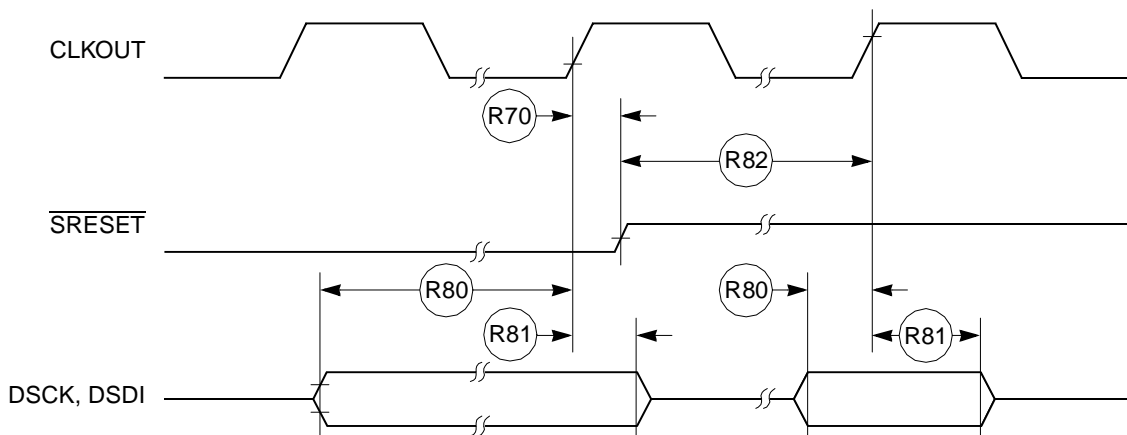 CLKOUT
R70
R82
SRESET
R80
R80
R81
R81
DSCK, DSDI